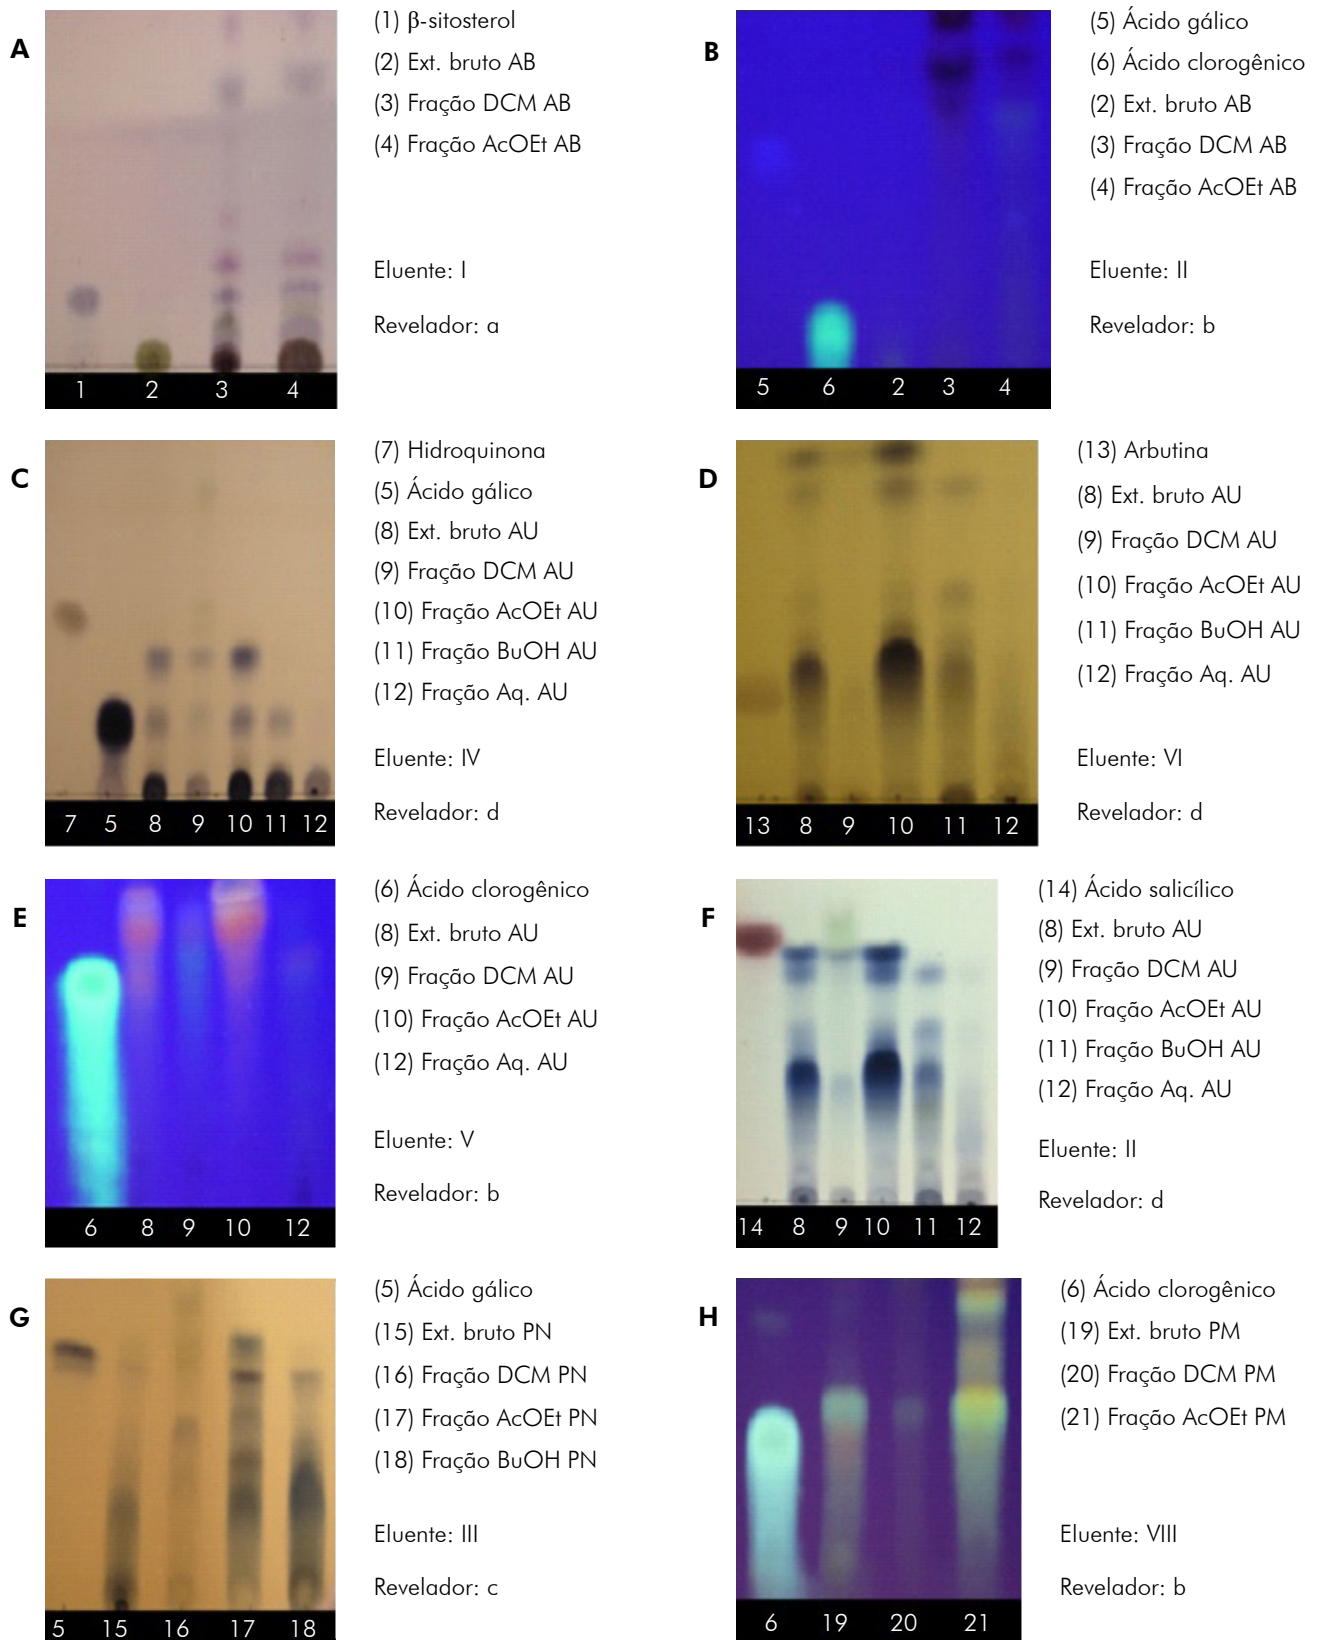 A
(1) β-sitosterol
(2) Ext. bruto AB
(3) Fração DCM AB
(4) Fração AcOEt AB
Eluente: I
Revelador: a
1 2 3 4
B
(5) Ácido gálico
(6) Ácido clorogênico
(2) Ext. bruto AB
(3) Fração DCM AB
(4) Fração AcOEt AB
Eluente: II
Revelador: b
5 6 2 3 4
C
(7) Hidroquinona
(5) Ácido gálico
(8) Ext. bruto AU
(9) Fração DCM AU
(10) Fração AcOEt AU
(11) Fração BuOH AU
(12) Fração Aq. AU
Eluente: IV
Revelador: d
7 5 8 9 10 11 12
D
(13) Arbutina
(8) Ext. bruto AU
(9) Fração DCM AU
(10) Fração AcOEt AU
(11) Fração BuOH AU
(12) Fração Aq. AU
Eluente: VI
Revelador: d
13 8 9 10 11 12
E
(6) Ácido clorogênico
(8) Ext. bruto AU
(9) Fração DCM AU
(10) Fração AcOEt AU
(12) Fração Aq. AU
Eluente: V
Revelador: b
6 8 9 10 12
F
(14) Ácido salicílico
(8) Ext. bruto AU
(9) Fração DCM AU
(10) Fração AcOEt AU
(11) Fração BuOH AU
(12) Fração Aq. AU
Eluente: II
Revelador: d
14 8 9 10 11 12
G
(5) Ácido gálico
(15) Ext. bruto PN
(16) Fração DCM PN
(17) Fração AcOEt PN
(18) Fração BuOH PN
Eluente: III
Revelador: c
5 15 16 17 18
H
(6) Ácido clorogênico
(19) Ext. bruto PM
(20) Fração DCM PM
(21) Fração AcOEt PM
Eluente: VIII
Revelador: b
6 19 20 21